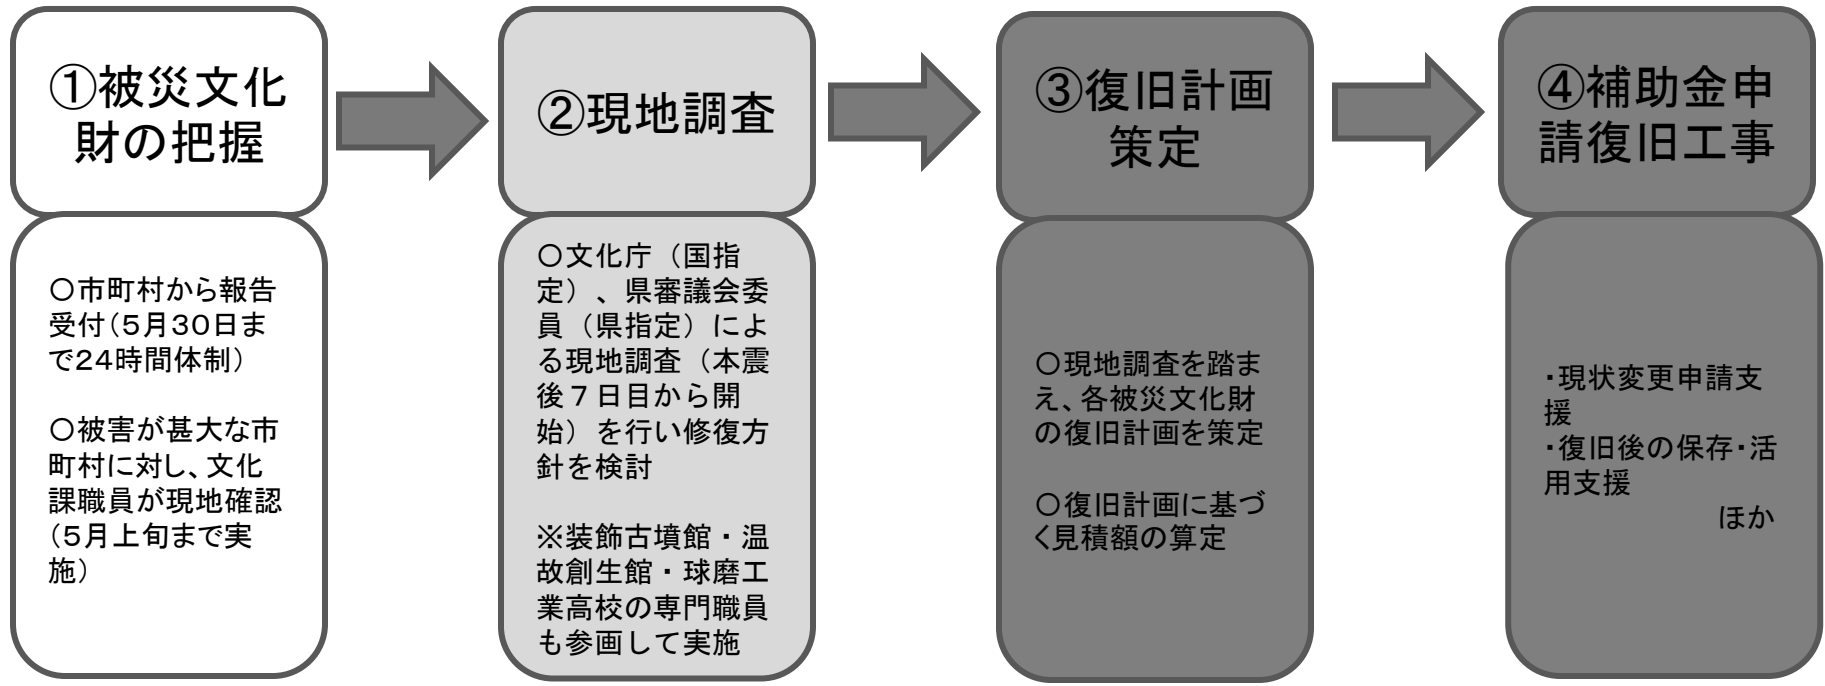 ①被災文化
財の把握
〇市町村から報告
受付（５月３０日ま
で２４時間体制）
〇被害が甚大な市
町村に対し、文化
課職員が現地確認
（５月上旬まで実
施）
②現地調査
〇文化庁（国指
定）、県審議会委
員（県指定）によ
る現地調査（本震
後７日目から開
始）を行い修復方
針を検討
※装飾古墳館・温
故創生館・球磨工
業高校の専門職員
も参画して実施
③復旧計画
策定
〇現地調査を踏ま
え、各被災文化財
の復旧計画を策定
〇復旧計画に基づ
く見積額の算定
④補助金申
請復旧工事
・現状変更申請支
援
・復旧後の保存・活
用支援
ほか